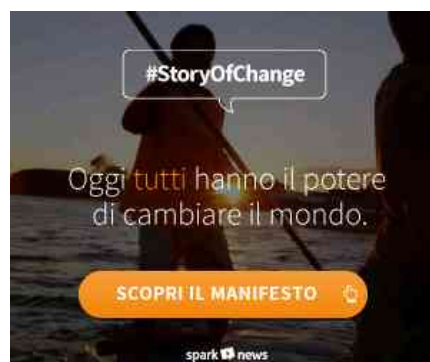 #StoryOfChange
Oggi tutti hanno il potere
di cambiare il mondo.
SCOPRI IL MANIFESTO
spark news